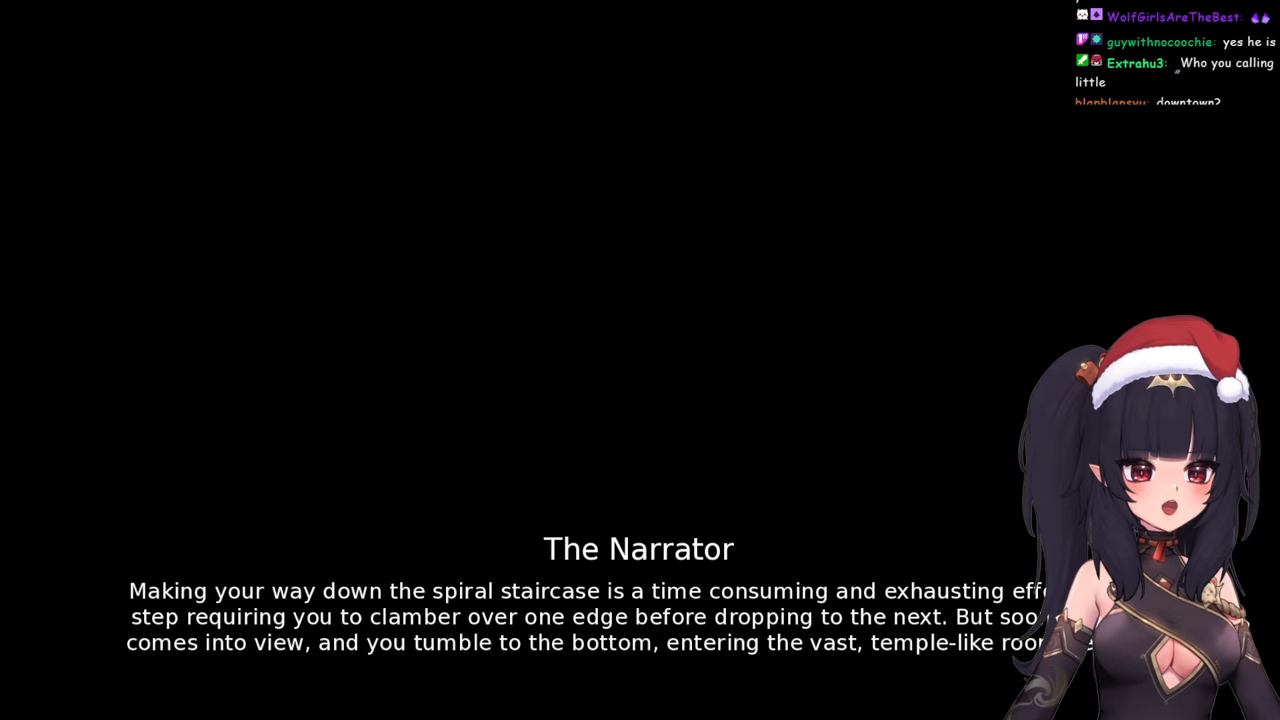 WolfGirlsAreTheBest:
guywithnocoochie: yes he is
Extrahu3: Who you calling
little
downtown?
The Narrator
Making your way down the spiral staircase is a time consuming and exhausting
step requiring you to clamber over one edge before dropping to the next. But
comes into view, and you tumble to the bottom, entering the vast, temple-like